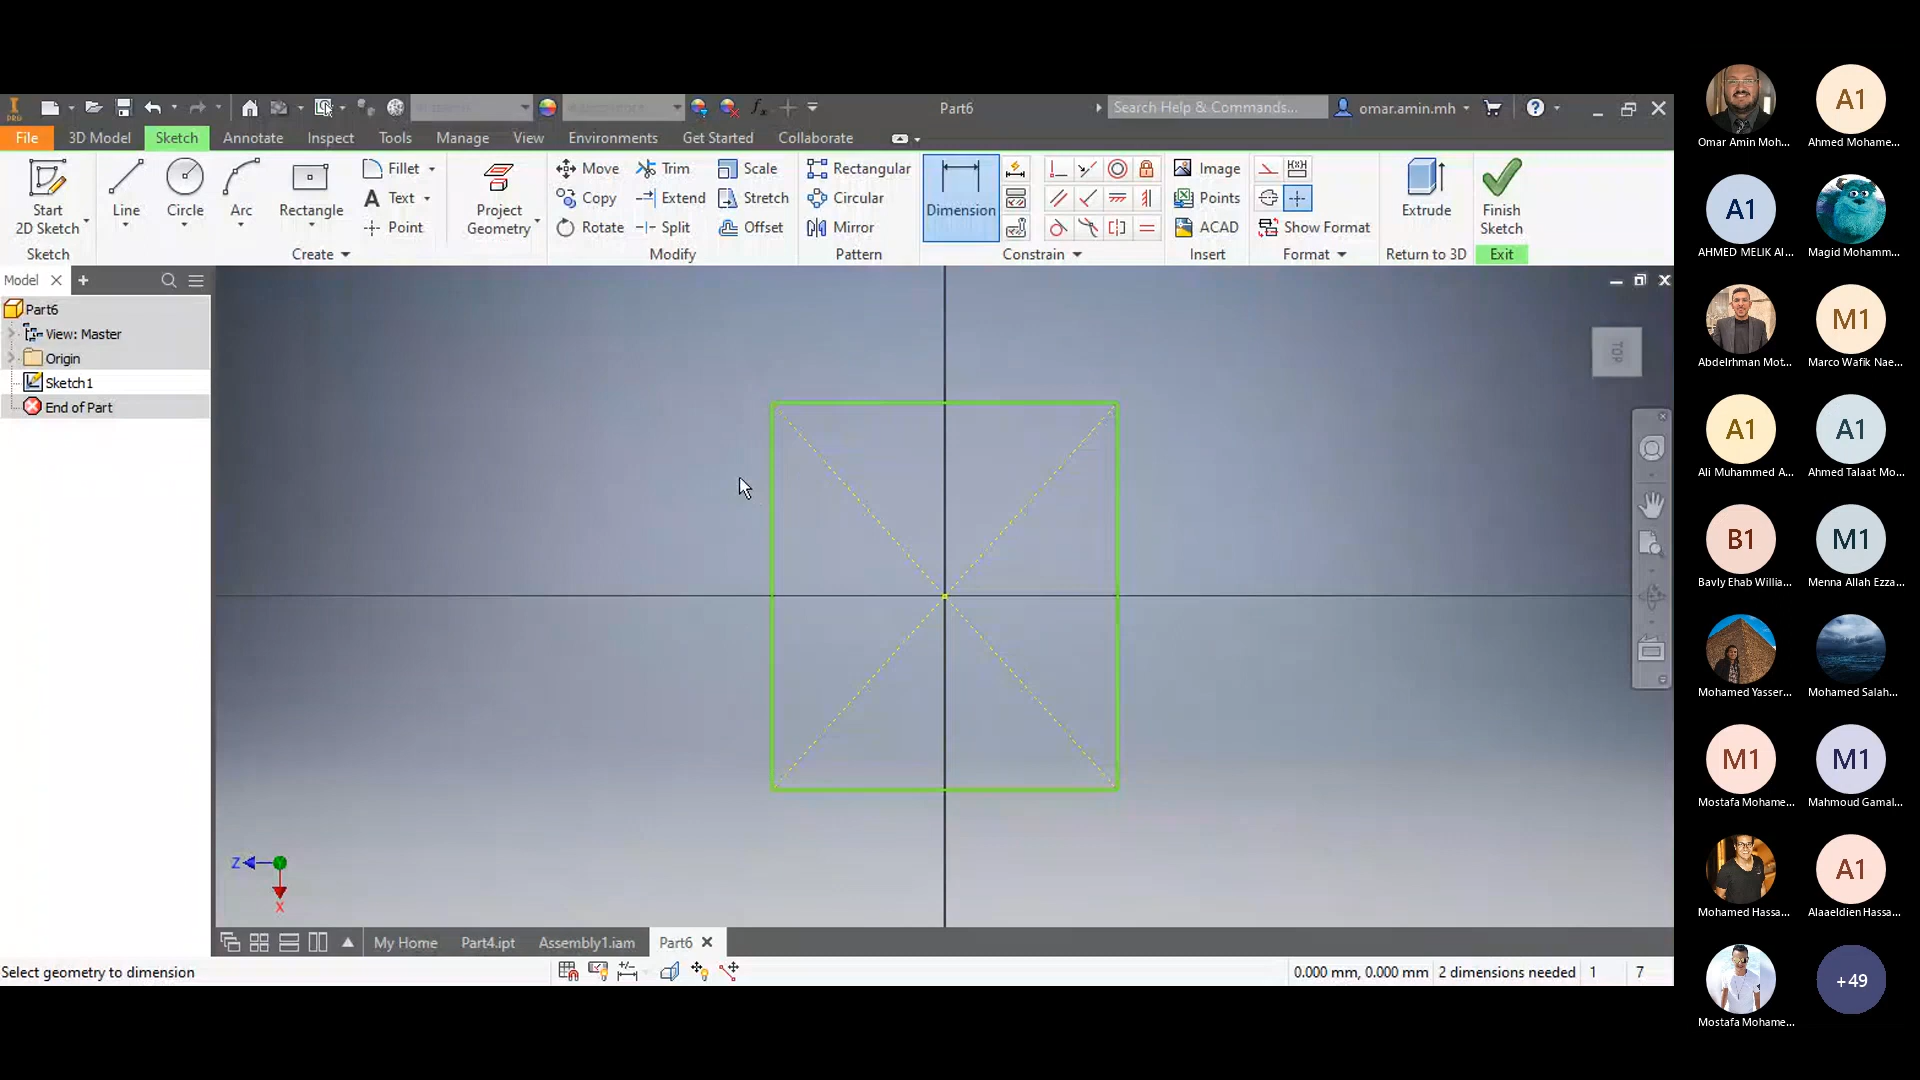 PRO
Part6
Search Help & Commands...
omar.amin.mh
File
3D Model
Sketch
Annotate
Inspect
Tools
Manage
View
Environments
Get Started
Collaborate
Start
2D Sketch
Line
Circle
Arc
Rectangle
Fillet
Text
Point
Project
Geometry
Move
Trim
Scale
Copy
Extend
Stretch
Rotate
Split
Offset
Rectangular
Circular
Mirror
Dimension
Image
Points
ACAD
Show Format
Extrude
Finish
Sketch
Sketch
Create
Modify
Pattern
Constrain
Insert
Format
Return to 3D
Exit
Model
Part6
View: Master
Origin
Sketch1
End of Part
TOP
Z
X
My Home
Part4.ipt
Assembly1.iam
Part6
Select geometry to dimension
0.000 mm, 0.000 mm
2 dimensions needed
1
7
Omar Amin Moh...
A1
Ahmed Mohame...
A1
AHMED MELIK Al...
Magid Mohamm...
Abdelrhman Mot...
M1
Marco Wafik Nae...
A1
Ali Muhammed A...
A1
Ahmed Talaat Mo...
B1
Bavly Ehab Willia...
M1
Menna Allah Ezza...
Mohamed Yasser...
Mohamed Salah...
M1
Mostafa Mohame...
M1
Mahmoud Gamal...
Mohamed Hassa...
A1
Alaaeldien Hassa...
Mostafa Mohame...
+49